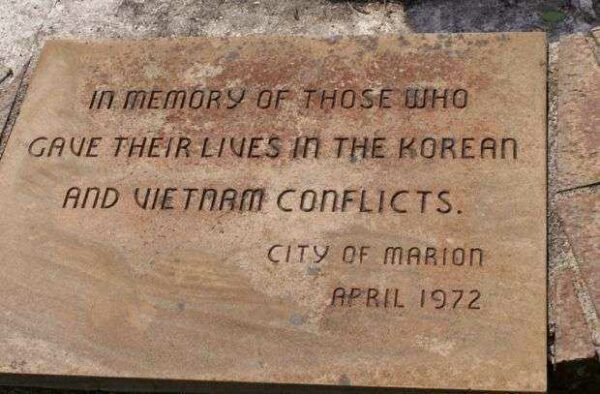 IN MEMORY OF THOSE WHO
GAVE THEIR LIVES IN THE KOREAN
AND VIETNAM CONFLICTS.
CITY OF MARION
APRIL 1972